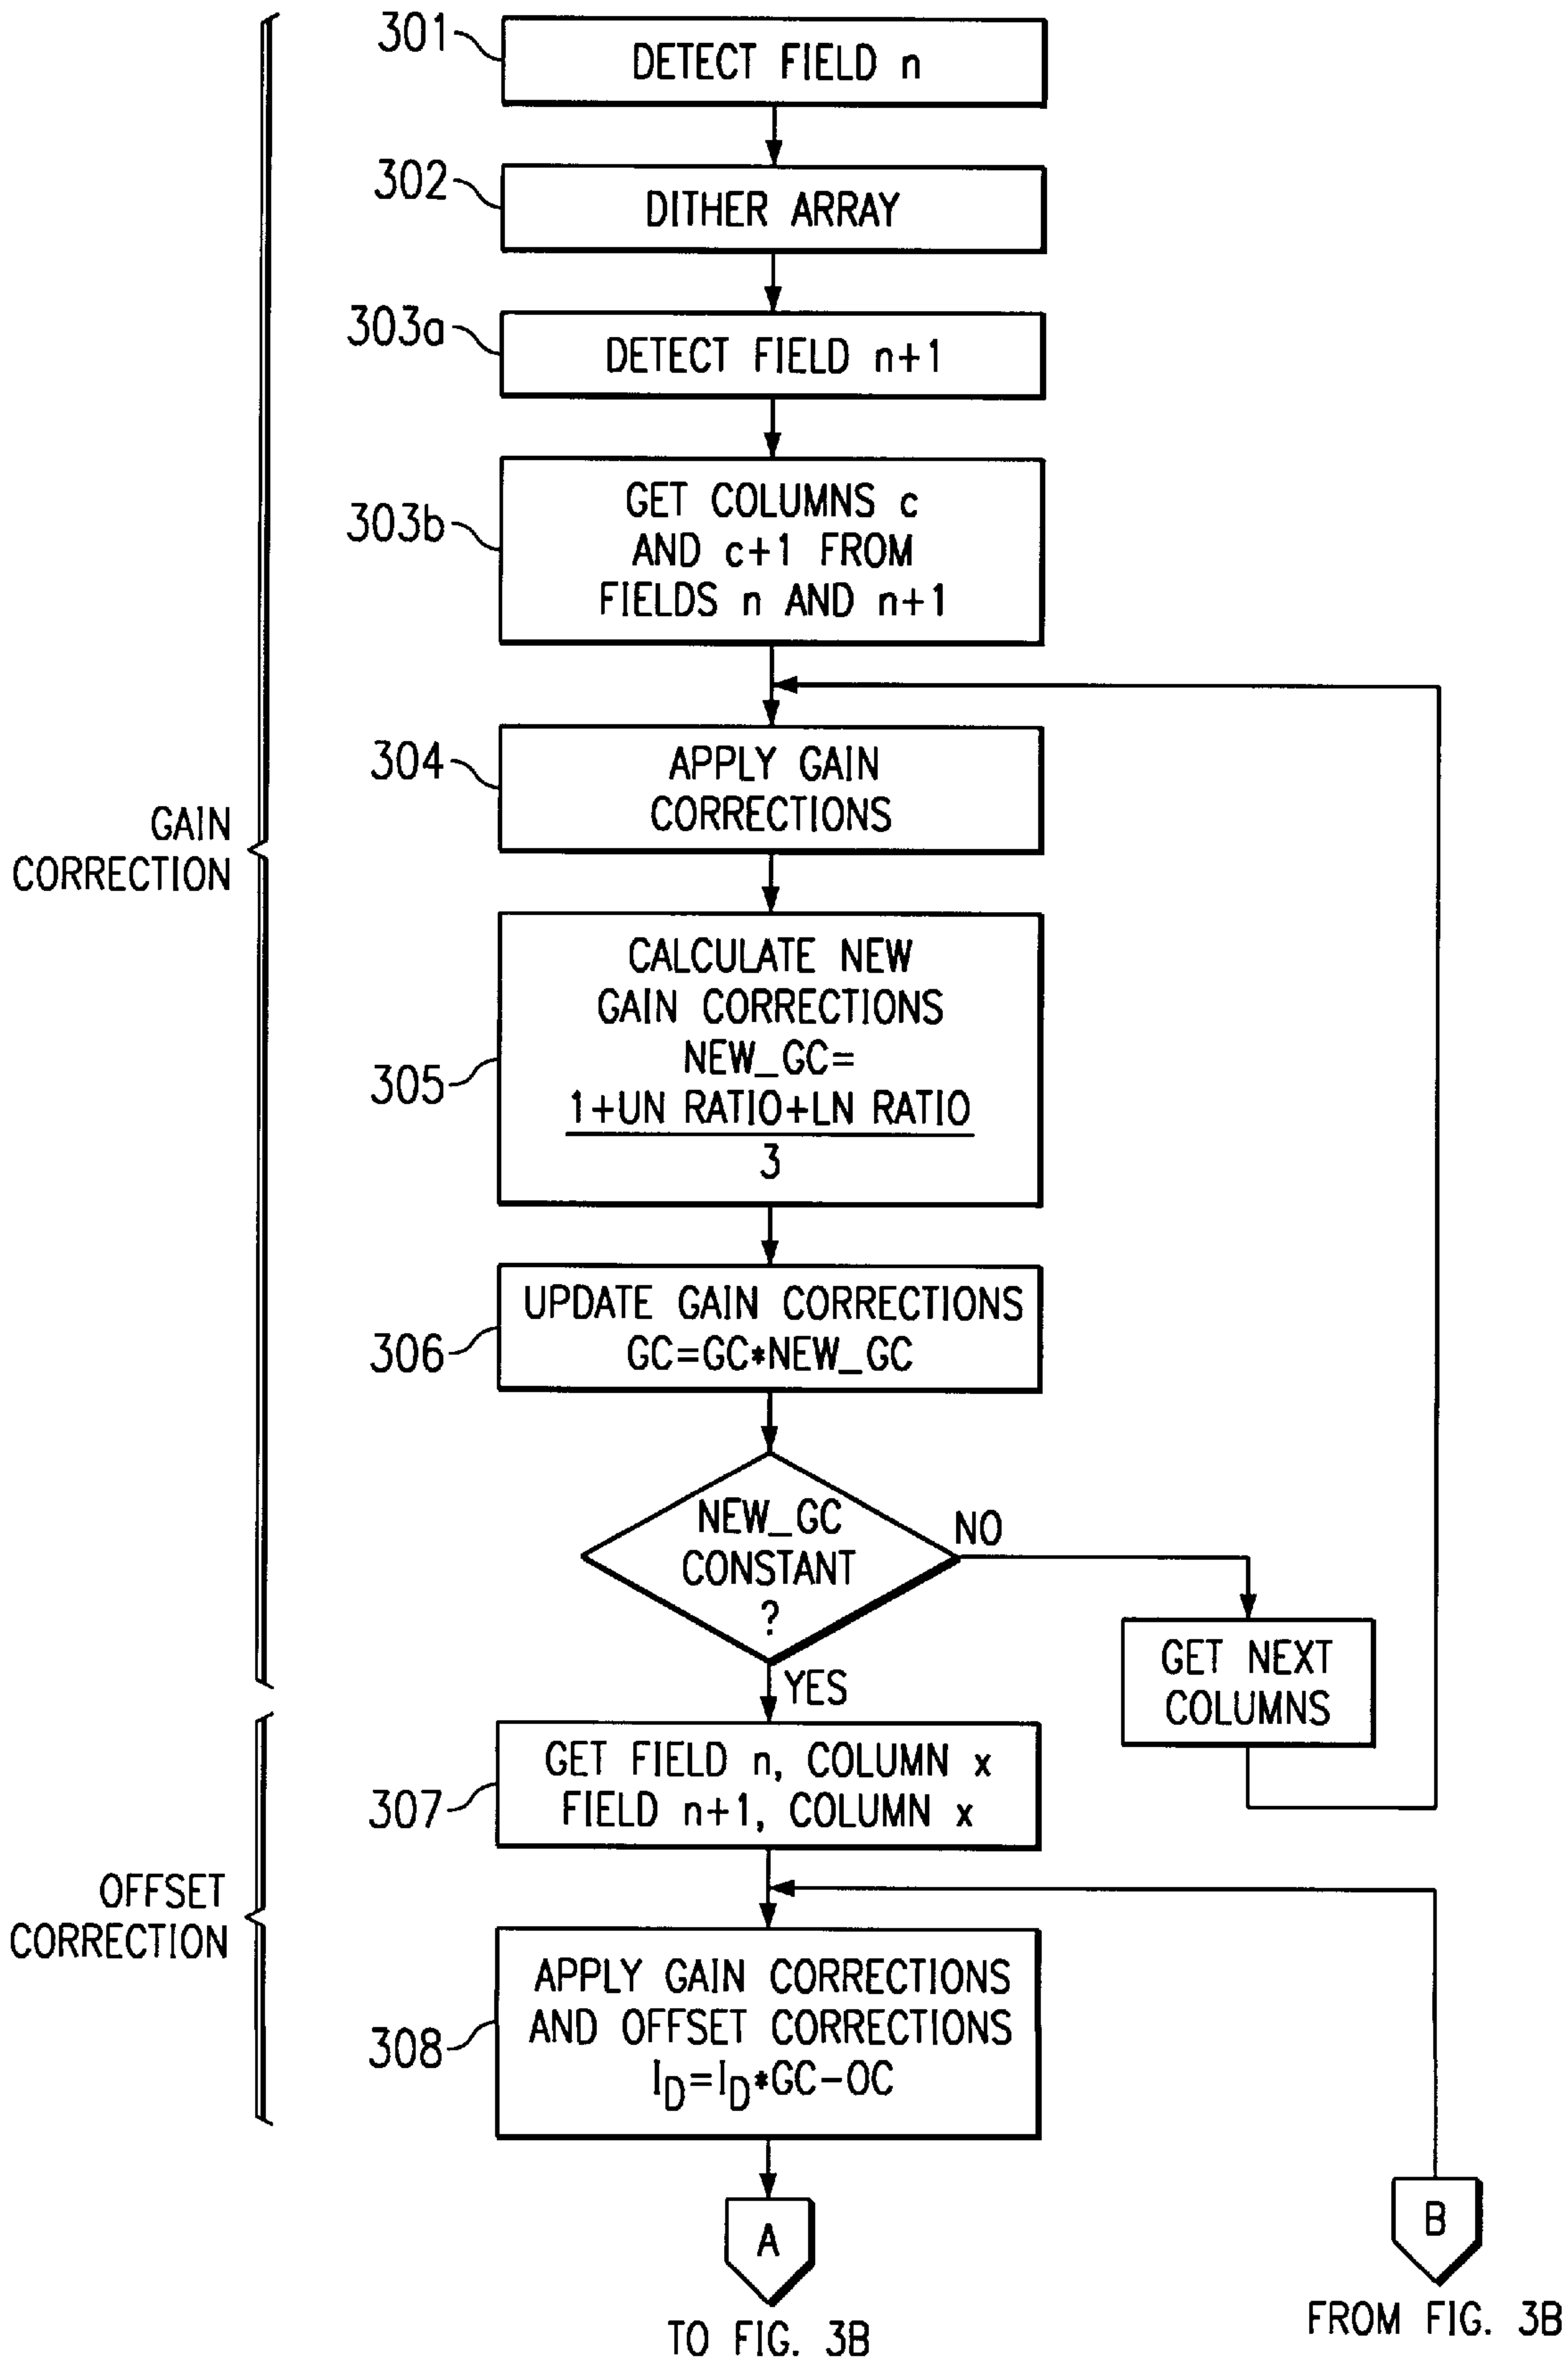 301
DETECT FIELD n
302
DITHER ARRAY
303a
DETECT FIELD n+1
303b
GET COLUMNS c
AND c+1 FROM
FIELDS n AND n+1
304
APPLY GAIN
CORRECTIONS
GAIN
CORRECTION
305
CALCULATE NEW
GAIN CORRECTIONS
NEW_GC=
1+UN RATIO+LN RATIO
3
306
UPDATE GAIN CORRECTIONS
GC=GC*NEW_GC
NEW_GC
CONSTANT
?
NO
YES
GET NEXT
COLUMNS
307
GET FIELD n, COLUMN x
FIELD n+1, COLUMN x
OFFSET
CORRECTION
308
APPLY GAIN CORRECTIONS
AND OFFSET CORRECTIONS
I_D=I_D*GC-OC
A
TO FIG. 3B
B
FROM FIG. 3B